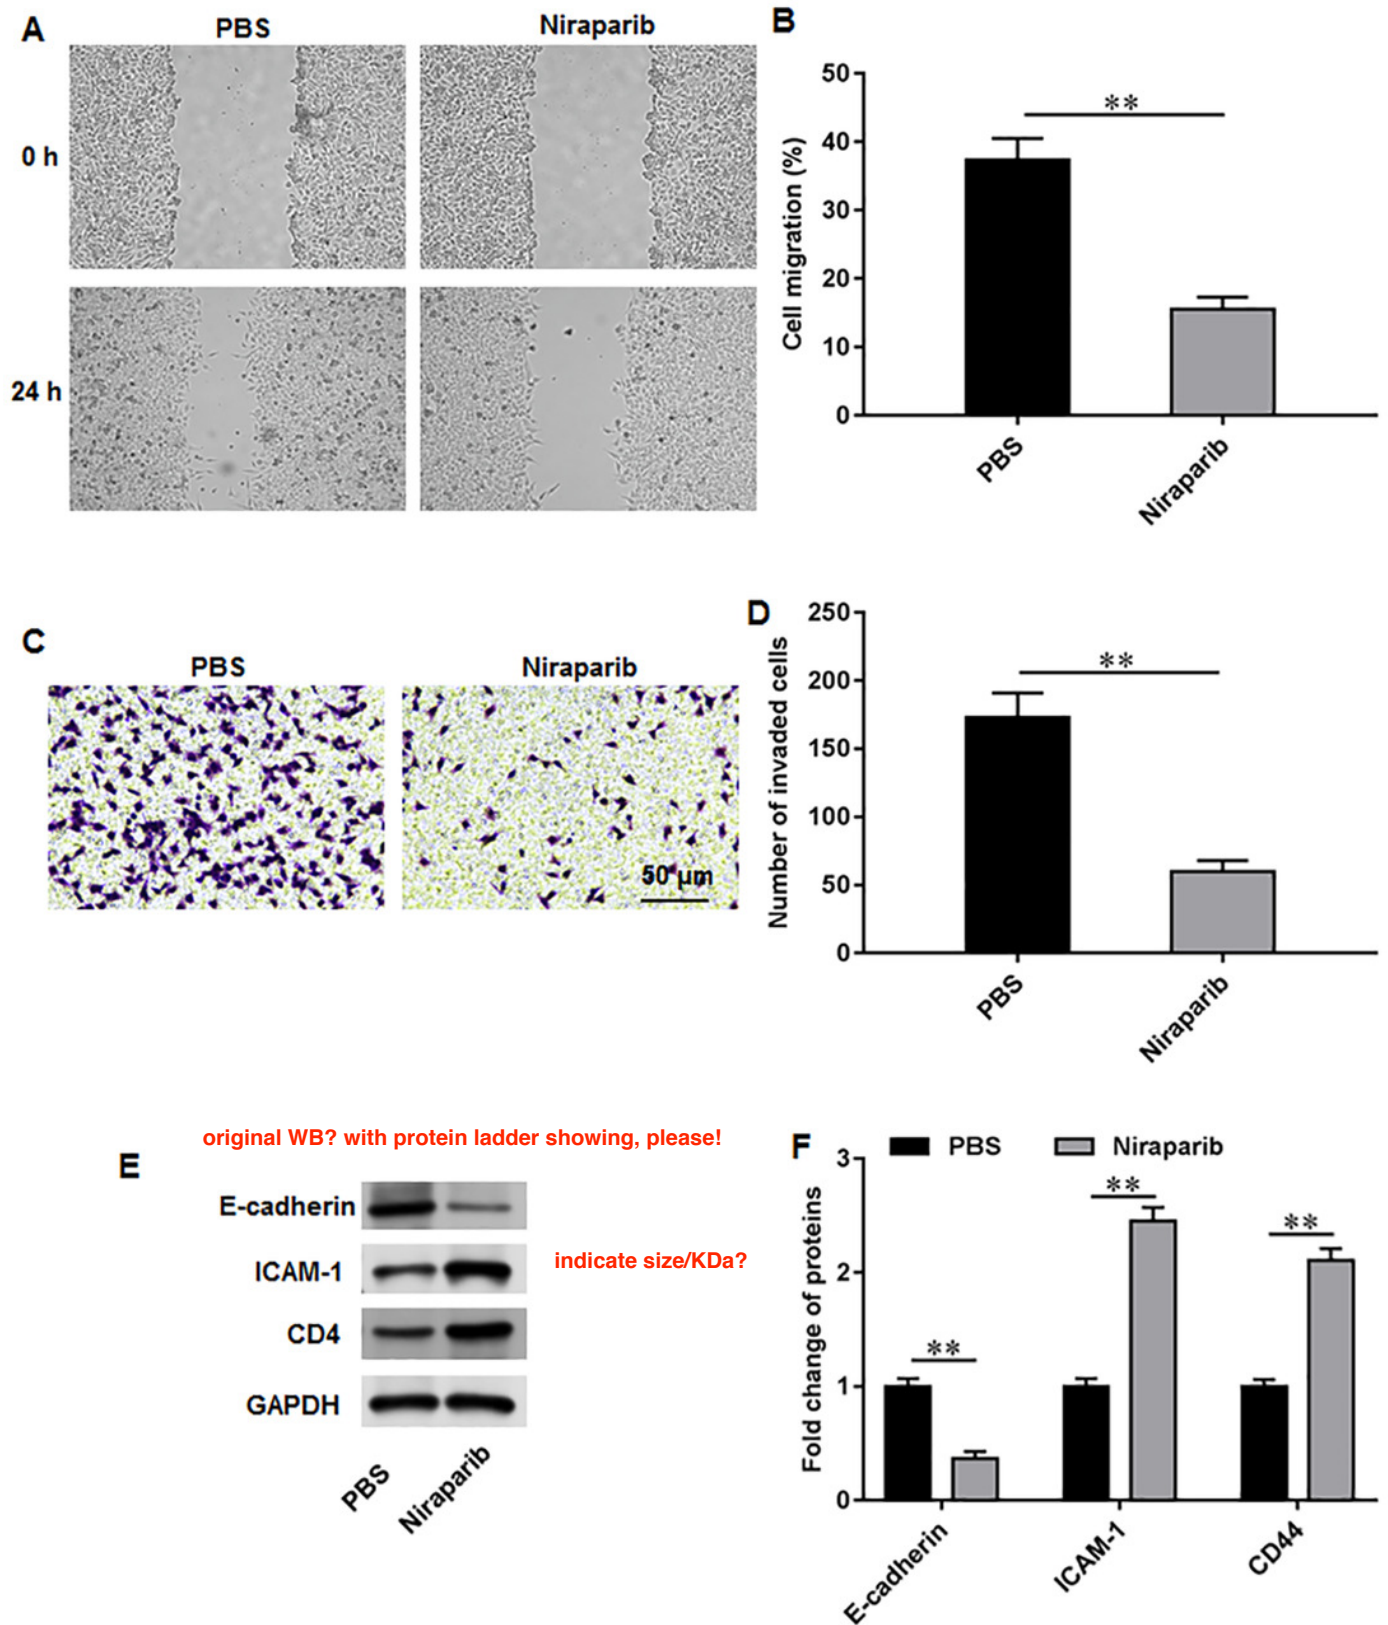 A
PBS
Niraparib
0 h
24 h
B
50
40
30
20
10
0
Cell migration (%)
**
PBS
Niraparib
C
PBS
Niraparib
50 μm
D
250
200
150
100
50
0
Number of invaded cells
**
PBS
Niraparib
original WB? with protein ladder showing, please!
E
E-cadherin
ICAM-1
indicate size/KDa?
CD4
GAPDH
PBS
Niraparib
F
PBS
Niraparib
3
2
1
0
Fold change of proteins
**
**
**
E-cadherin
ICAM-1
CD44